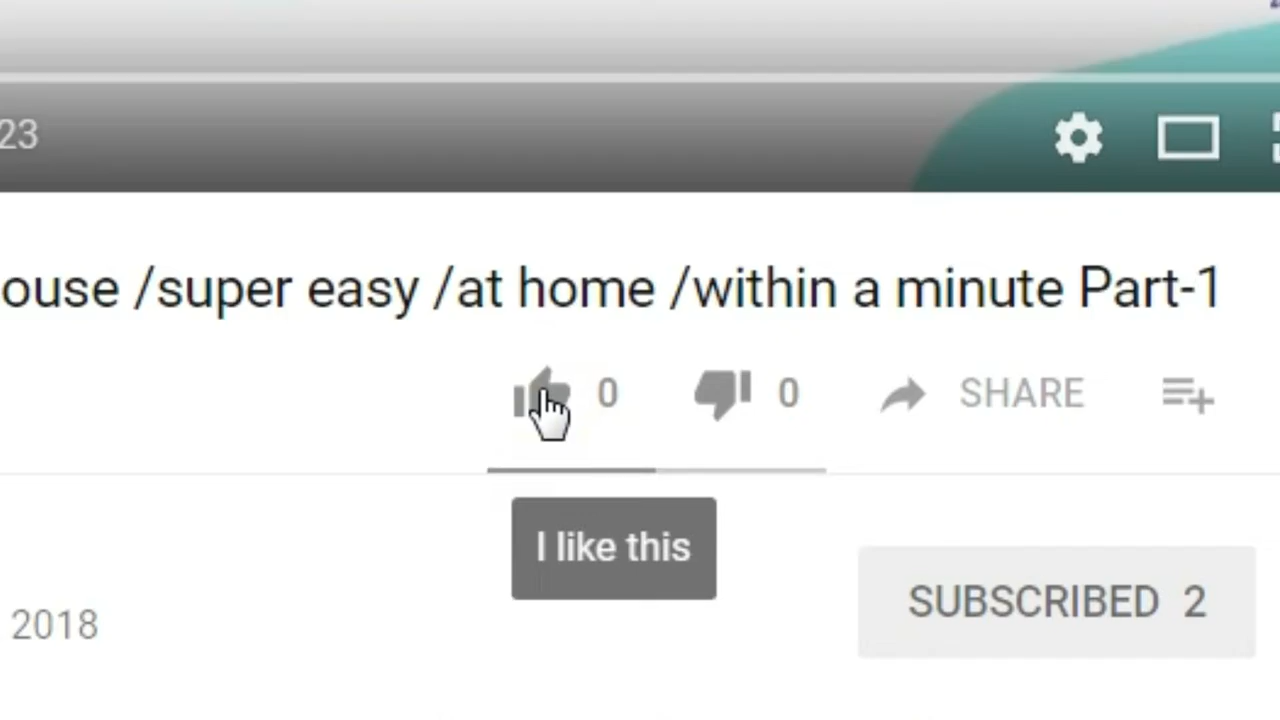 23
ouse /super easy /at home /within a minute Part-1
0 0 SHARE
I like this
SUBSCRIBED 2
2018